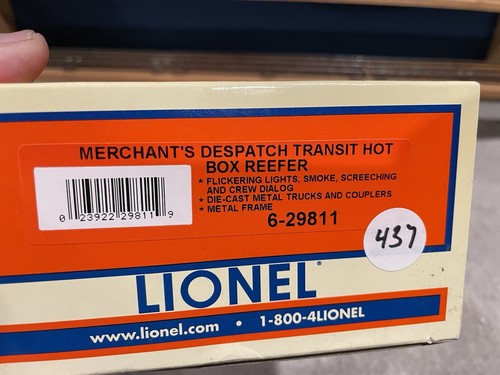 MERCHANT'S DESPATCH TRANSIT HOT
BOX REEFER
* FLICKERING LIGHTS, SMOKE, SCREECHING
AND CREW DIALOG
* DIE-CAST METAL TRUCKS AND COUPLERS
* METAL FRAME
6-29811
0 23922 29811 9
437
LIONEL
www.lionel.com • 1-800-4LIONEL